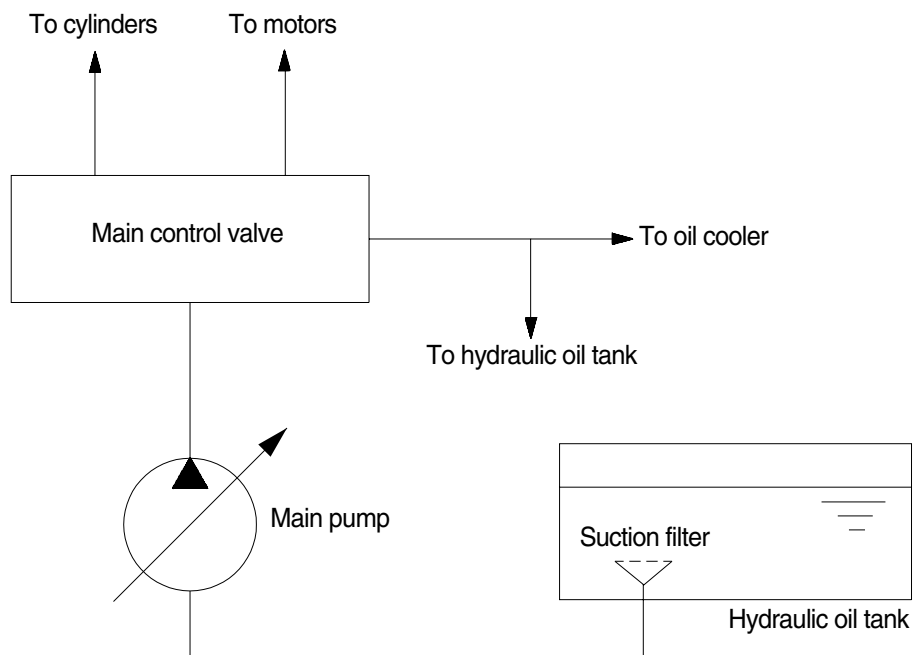 To cylinders
To motors
Main control valve
To oil cooler
To hydraulic oil tank
Main pump
Suction filter
Hydraulic oil tank